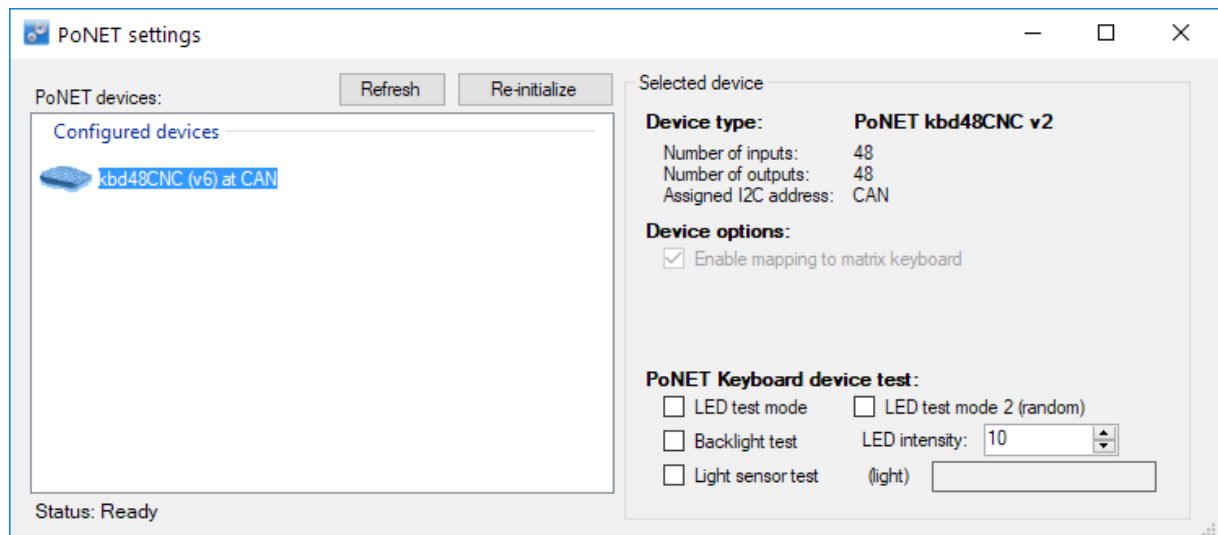 PoNET settings
PoNET devices:
Refresh
Re-initialize
Configured devices
kbd48CNC (v6) at CAN
Status: Ready
Selected device
Device type: PoNET kbd48CNC v2
Number of inputs: 48
Number of outputs: 48
Assigned I2C address: CAN
Device options:
Enable mapping to matrix keyboard
PoNET Keyboard device test:
LED test mode
LED test mode 2 (random)
Backlight test
LED intensity: 10
Light sensor test
(light)